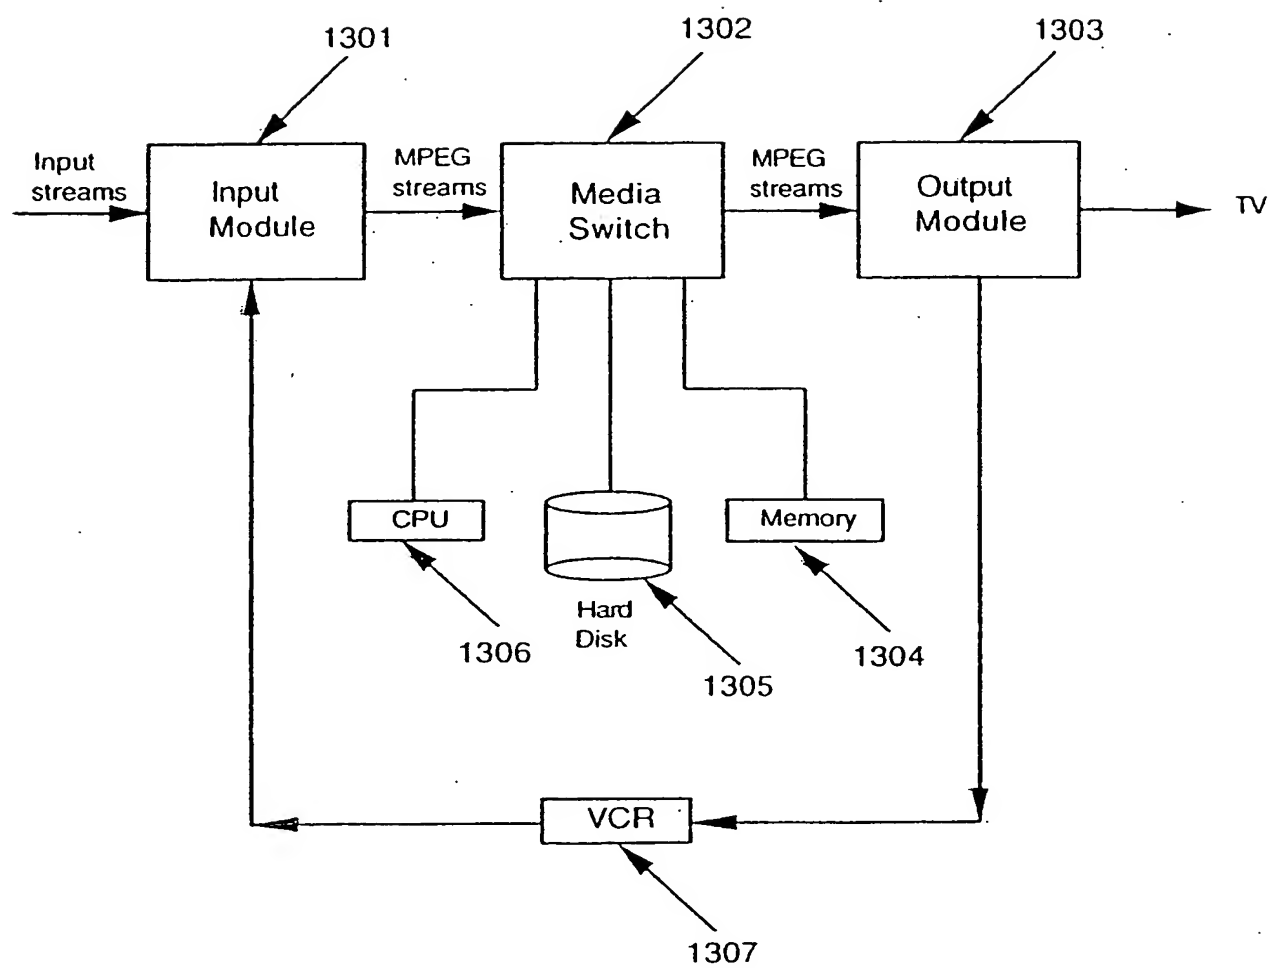 1301
1302
1303
Input
streams
Input
Module
MPEG
streams
Media
Switch
MPEG
streams
Output
Module
TV
CPU
Memory
Hard
Disk
1306
1305
1304
VCR
1307